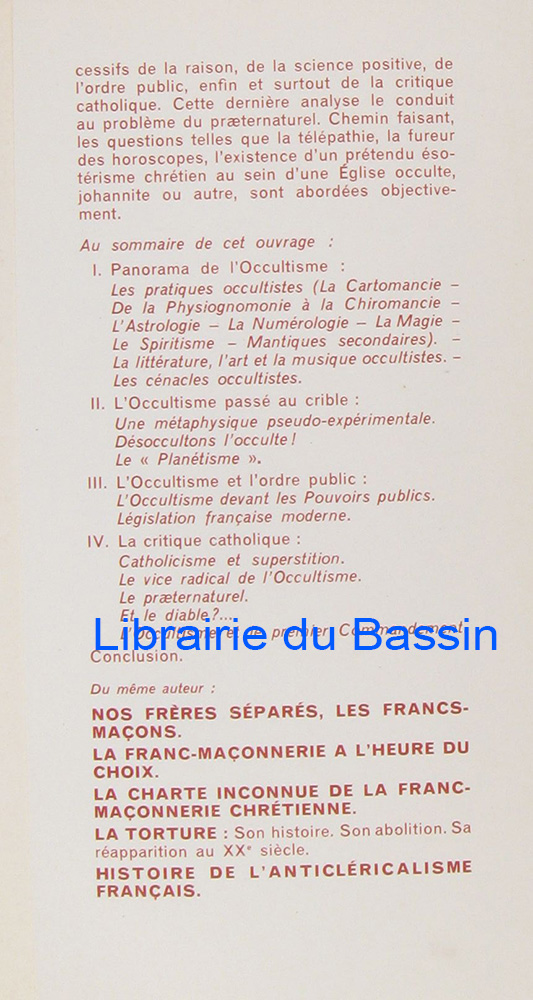 cessifs de la raison, de la science positive, de
l'ordre public, enfin et surtout de la critique
catholique. Cette dernière analyse le conduit
au problème du præternaturel. Chemin faisant,
les questions telles que la télépathie, la fureur
des horoscopes, l'existence d'un prétendu éso-
térisme chrétien au sein d'une Église occulte,
johannite ou autre, sont abordées objective-
ment.
Au sommaire de cet ouvrage :
I. Panorama de l'Occultisme :
Les pratiques occultistes (La Cartomancie –
De la Physiognomonie à la Chiromancie –
L'Astrologie – La Numérologie – La Magie –
Le Spiritisme – Mantiques secondaires). –
La littérature, l'art et la musique occultistes. –
Les cénacles occultistes.
II. L'Occultisme passé au crible :
Une métaphysique pseudo-expérimentale.
Désoccultons l'occulte !
Le « Planétisme ».
III. L'Occultisme et l'ordre public :
L'Occultisme devant les Pouvoirs publics.
Législation française moderne.
IV. La critique catholique :
Catholicisme et superstition.
Le vice radical de l'Occultisme.
Le præternaturel.
Et le diable ?...
L'Occultisme et le premier Commandement.
Librairie du Bassin
Conclusion.
Du même auteur :
NOS FRÈRES SÉPARÉS, LES FRANCS-
MAÇONS.
LA FRANC-MAÇONNERIE A L'HEURE DU
CHOIX.
LA CHARTE INCONNUE DE LA FRANC-
MAÇONNERIE CHRÉTIENNE.
LA TORTURE : Son histoire. Son abolition. Sa
réapparition au XXe siècle.
HISTOIRE DE L'ANTICLÉRICALISME
FRANÇAIS.